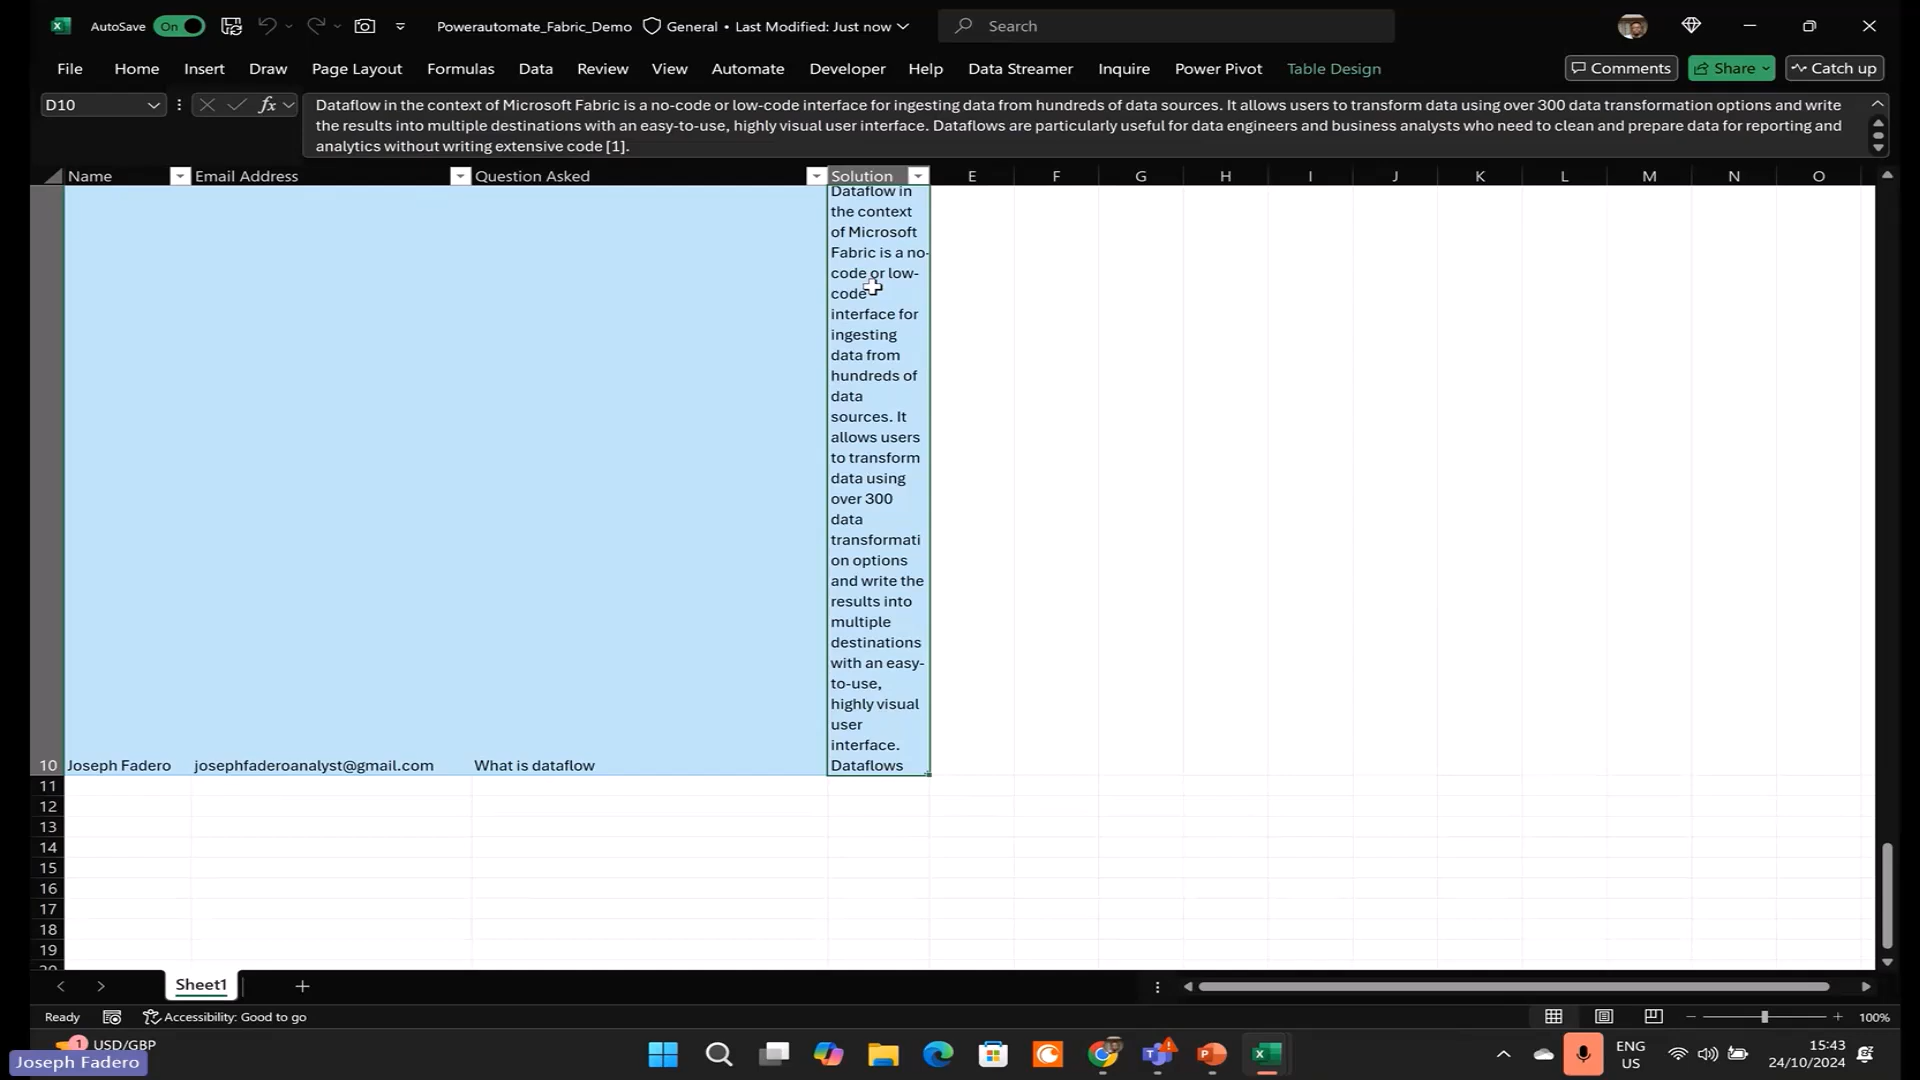 AutoSave On Powerautomate_Fabric_Demo General • Last Modified: Just now Search
File Home Insert Draw Page Layout Formulas Data Review View Automate Developer Help Data Streamer Inquire Power Pivot Table Design Comments Share Catch up
D10 fx Dataflow in the context of Microsoft Fabric is a no-code or low-code interface for ingesting data from hundreds of data sources. It allows users to transform data using over 300 data transformation options and write
the results into multiple destinations with an easy-to-use, highly visual user interface. Dataflows are particularly useful for data engineers and business analysts who need to clean and prepare data for reporting and
analytics without writing extensive code [1].
Name Email Address Question Asked Solution E F G H I J K L M N O
Dataflow in
the context
of Microsoft
Fabric is a no-
code or low-
code
interface for
ingesting
data from
hundreds of
data
sources. It
allows users
to transform
data using
over 300
data
transformati
on options
and write the
results into
multiple
destinations
with an easy-
to-use,
highly visual
user
interface.
10 Joseph Fadero josephfaderoanalyst@gmail.com What is dataflow Dataflows
11
12
13
14
15
16
17
18
19
Sheet1
Ready Accessibility: Good to go 100%
1 USD/GBP
Joseph Fadero
ENG
US
15:43
24/10/2024